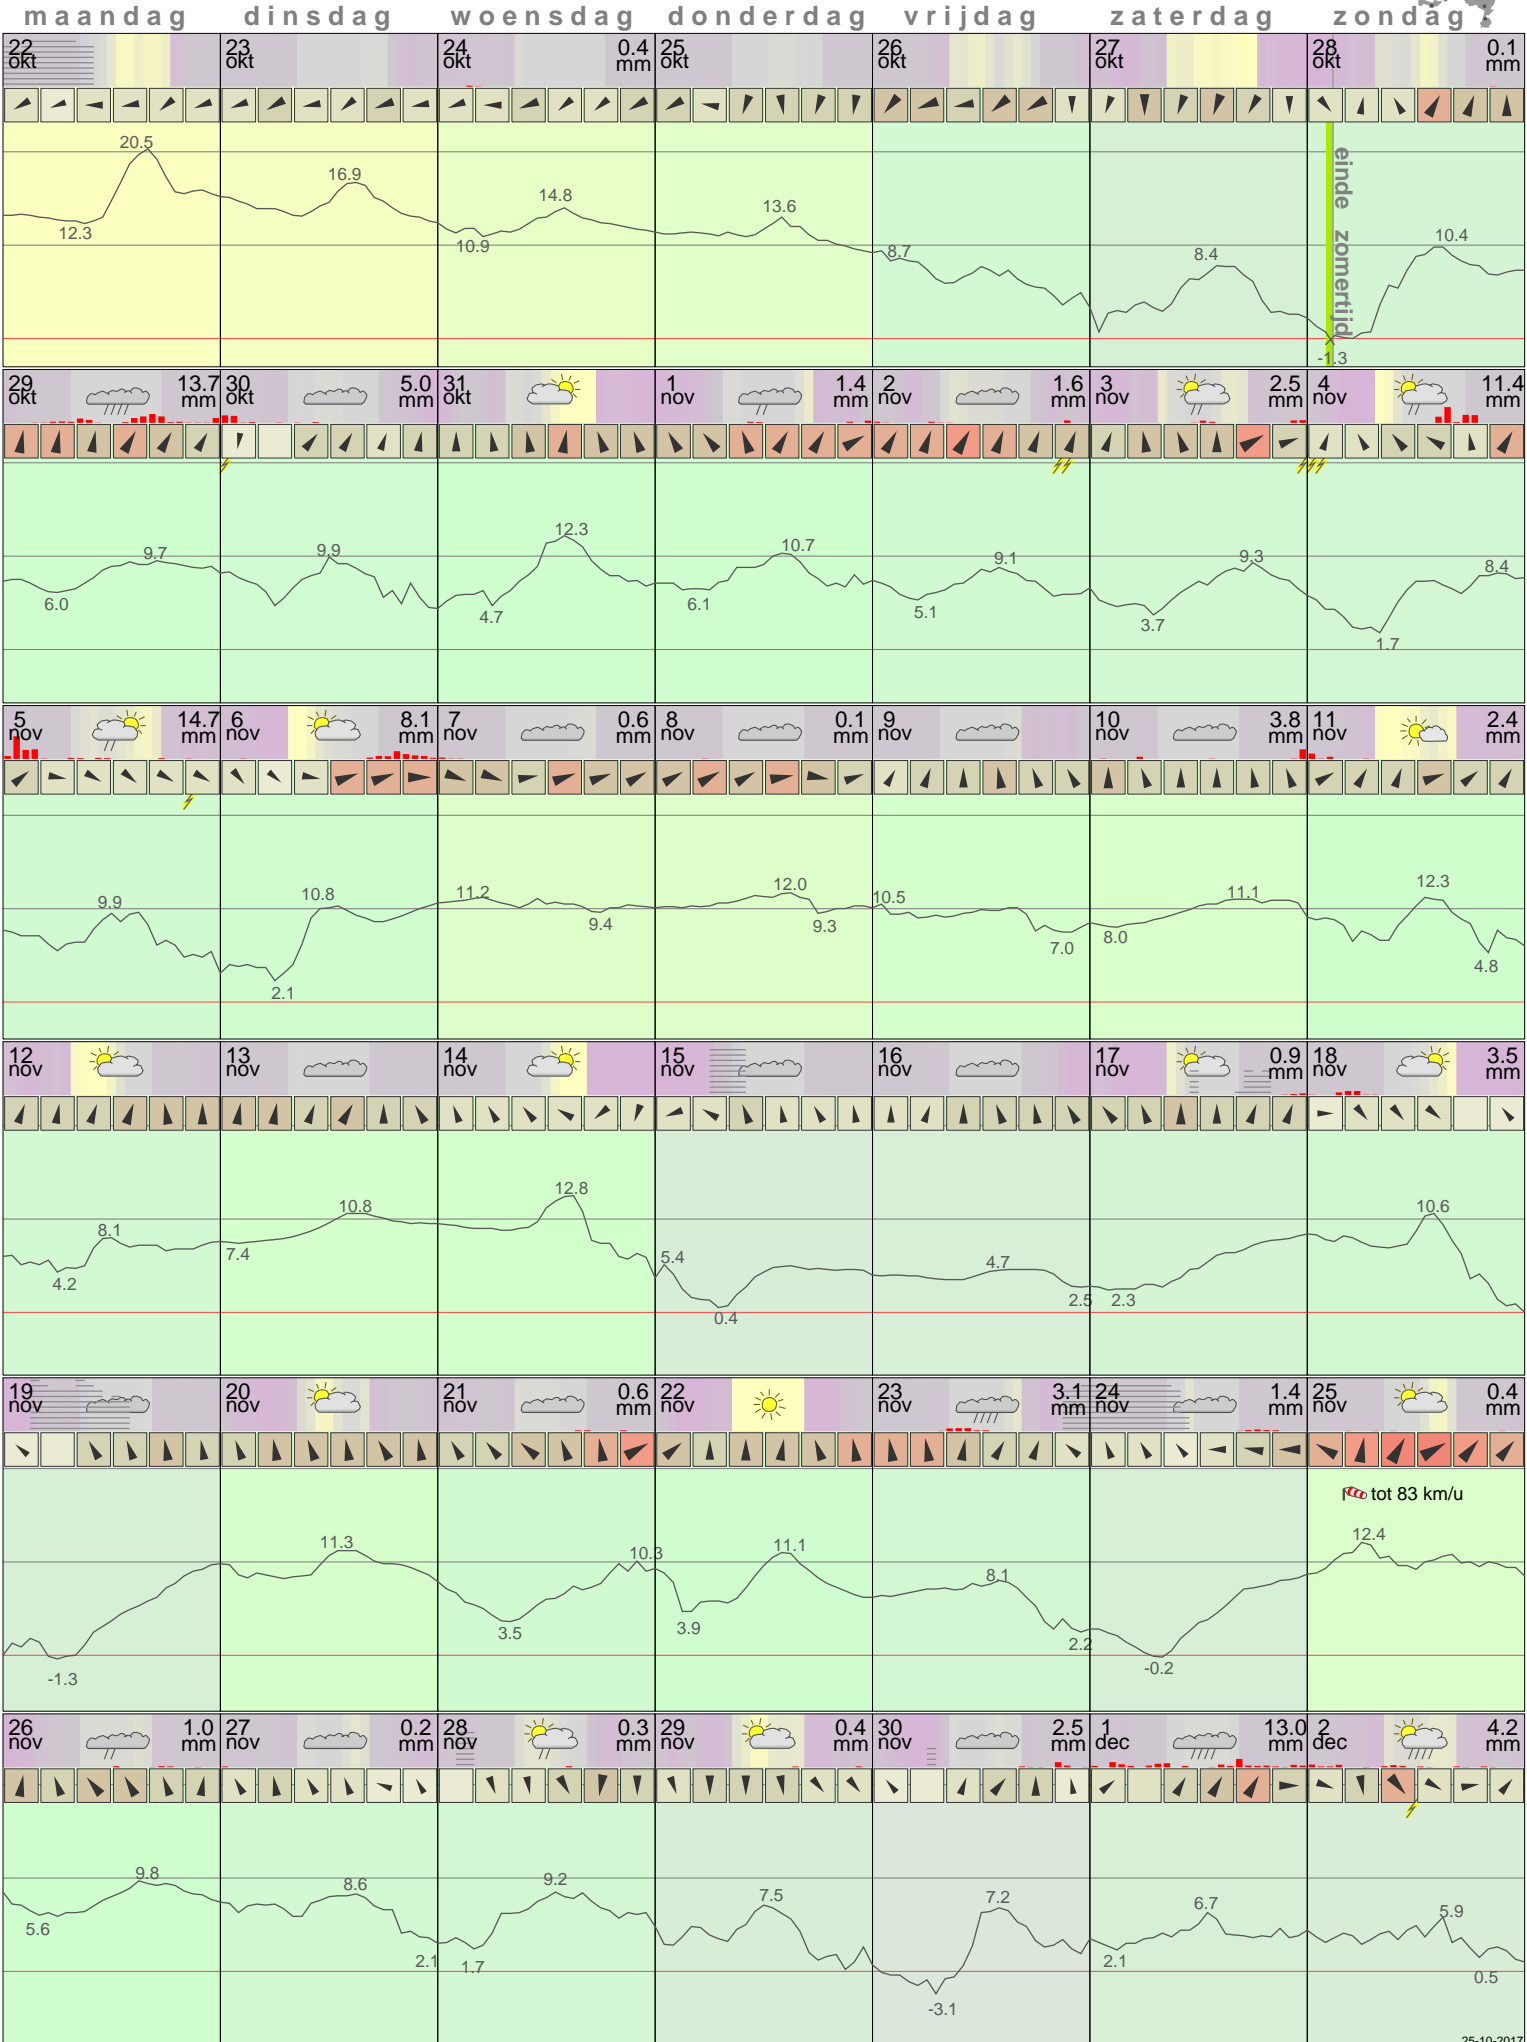 maandag dinsdag woensdag donderdag vrijdag zaterdag zondag
22 okt 23 okt 24 okt 0.4 mm 25 okt 26 okt 27 okt 28 okt 0.1 mm
20.5 12.3 16.9 14.8 10.9 13.6 8.7 8.4 einde zomertijd 10.4 -1.3
29 okt 13.7 mm 30 okt 5.0 mm 31 okt 1 nov 1.4 mm 2 nov 1.6 mm 3 nov 2.5 mm 4 nov 11.4 mm
9.7 6.0 9.9 12.3 4.7 10.7 6.1 9.1 5.1 9.3 3.7 8.4 1.7
5 nov 14.7 mm 6 nov 8.1 mm 7 nov 0.6 mm 8 nov 0.1 mm 9 nov 10 nov 3.8 mm 11 nov 2.4 mm
9.9 10.8 2.1 11.2 9.4 12.0 9.3 10.5 7.0 8.0 11.1 12.3 4.8
12 nov 13 nov 14 nov 15 nov 16 nov 17 nov 0.9 mm 18 nov 3.5 mm
8.1 4.2 7.4 10.8 12.8 5.4 0.4 4.7 2.5 2.3 10.6
19 nov 20 nov 21 nov 0.6 mm 22 nov 23 nov 3.1 mm 24 nov 1.4 mm 25 nov 0.4 mm
tot 83 km/u
-1.3 11.3 3.5 10.3 3.9 11.1 8.1 2.2 -0.2 12.4
26 nov 1.0 mm 27 nov 0.2 mm 28 nov 0.3 mm 29 nov 0.4 mm 30 nov 2.5 mm 1 dec 13.0 mm 2 dec 4.2 mm
5.6 9.8 8.6 2.1 1.7 9.2 7.5 -3.1 7.2 2.1 6.7 5.9 0.5
25-10-2017